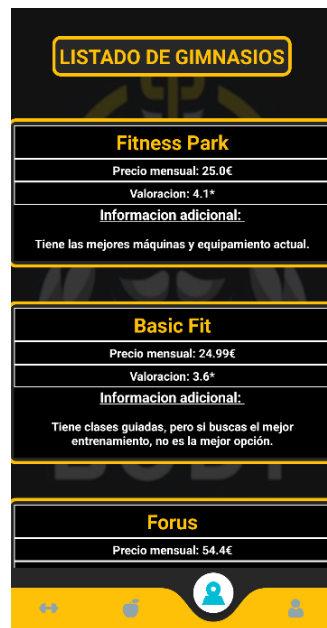 LISTADO DE GIMNASIOS
Fitness Park
Precio mensual: 25.0€
Valoracion: 4.1*
Informacion adicional:
Tiene las mejores máquinas y equipamiento actual.
Basic Fit
Precio mensual: 24.99€
Valoracion: 3.6*
Informacion adicional:
Tiene clases guiadas, pero si buscas el mejor
entrenamiento, no es la mejor opción.
BODY
Forus
Precio mensual: 54.4€